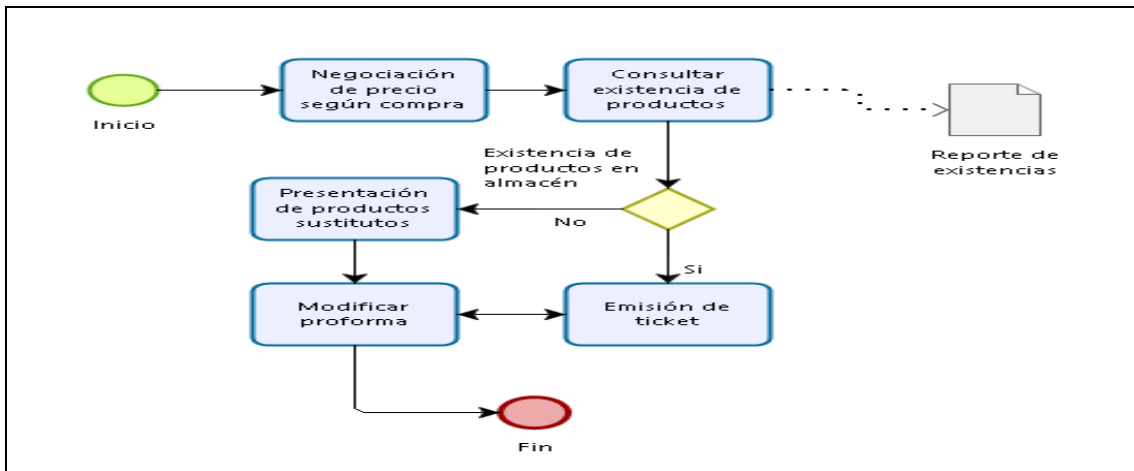 Inicio
Negociación
de precio
según compra
Consultar
existencia de
productos
Reporte de
existencias
Existencia de
productos en
almacén
No
Si
Presentación
de productos
sustitutos
Modificar
proforma
Emisión de
ticket
Fin